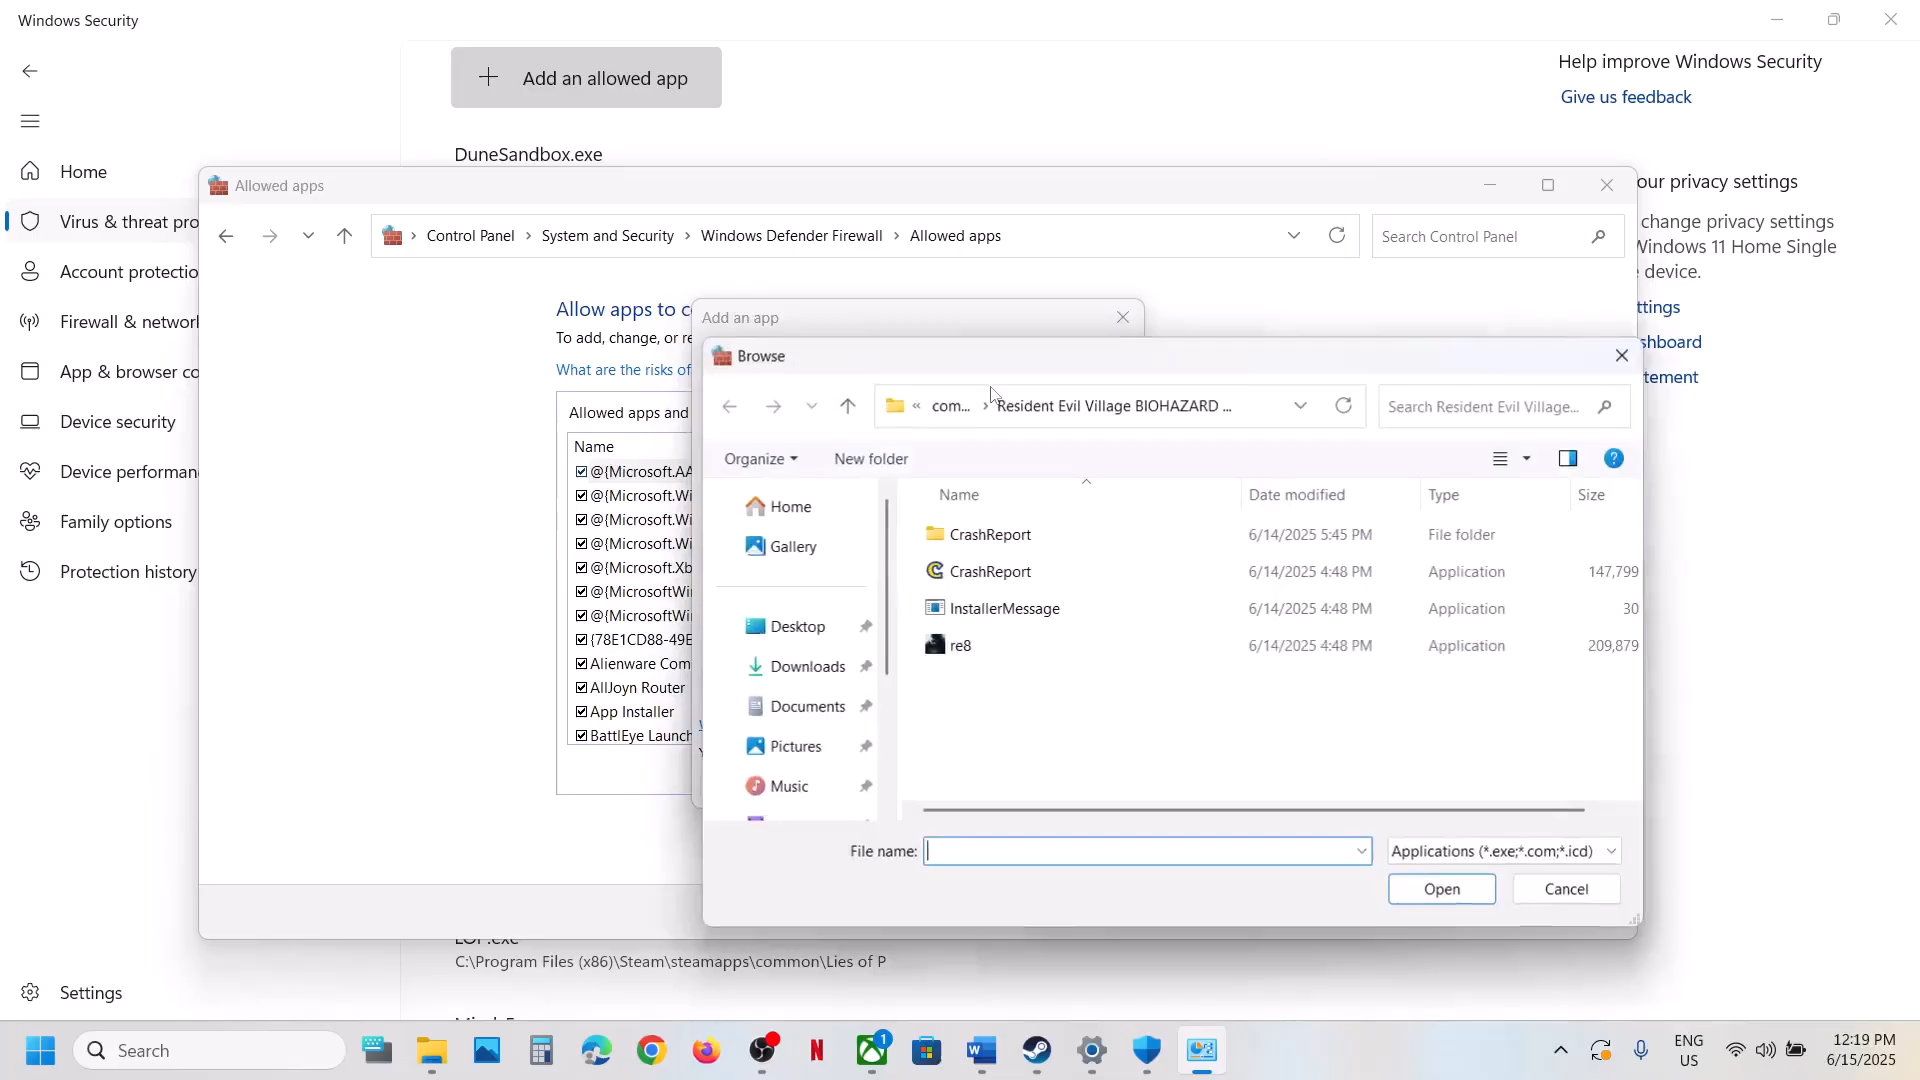 Windows Security
Add an allowed app
Help improve Windows Security
Give us feedback
DuneSandbox.exe
Home
Virus & threat pro
Account protectio
Firewall & network
App & browser co
Device security
Device performan
Family options
Protection history
Settings
our privacy settings
change privacy settings
Windows 11 Home Single
device.
ttings
shboard
tement
Allowed apps
Control Panel › System and Security › Windows Defender Firewall › Allowed apps
Search Control Panel
Allow apps to c
To add, change, or re
What are the risks of
Allowed apps and
Name
@{Microsoft.AA
@{Microsoft.Wi
@{Microsoft.Wi
@{Microsoft.Wi
@{Microsoft.Xb
@{MicrosoftWin
@{MicrosoftWin
{78E1CD88-49E
Alienware Com
AllJoyn Router
App Installer
BattlEye Launch
Add an app
Browse
« com... › Resident Evil Village BIOHAZARD ...
Search Resident Evil Village...
Organize
New folder
Home
Gallery
Desktop
Downloads
Documents
Pictures
Music
Name Date modified Type Size
CrashReport 6/14/2025 5:45 PM File folder
CrashReport 6/14/2025 4:48 PM Application 147,799
InstallerMessage 6/14/2025 4:48 PM Application 30
re8 6/14/2025 4:48 PM Application 209,879
File name:
Applications (*.exe;*.com;*.icd)
Open
Cancel
C:\Program Files (x86)\Steam\steamapps\common\Lies of P
Search
1
ENG
US
12:19 PM
6/15/2025